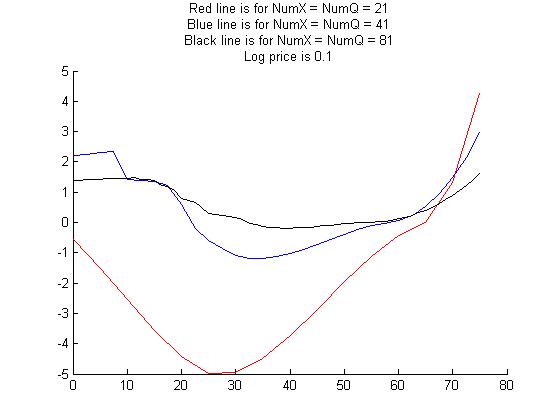 Red line is for NumX = NumQ = 21
Blue line is for NumX = NumQ = 41
Black line is for NumX = NumQ = 81
Log price is 0.1
5
4
3
2
1
0
-1
-2
-3
-4
-5
0 10 20 30 40 50 60 70 80